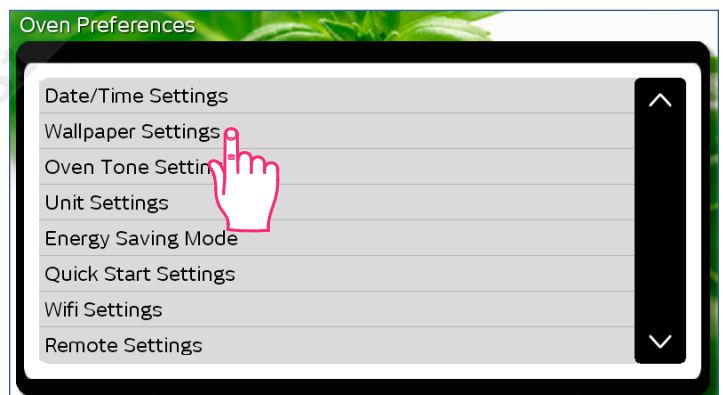 Oven Preferences
Date/Time Settings
Wallpaper Settings
Oven Tone Settin
Unit Settings
Energy Saving Mode
Quick Start Settings
Wifi Settings
Remote Settings